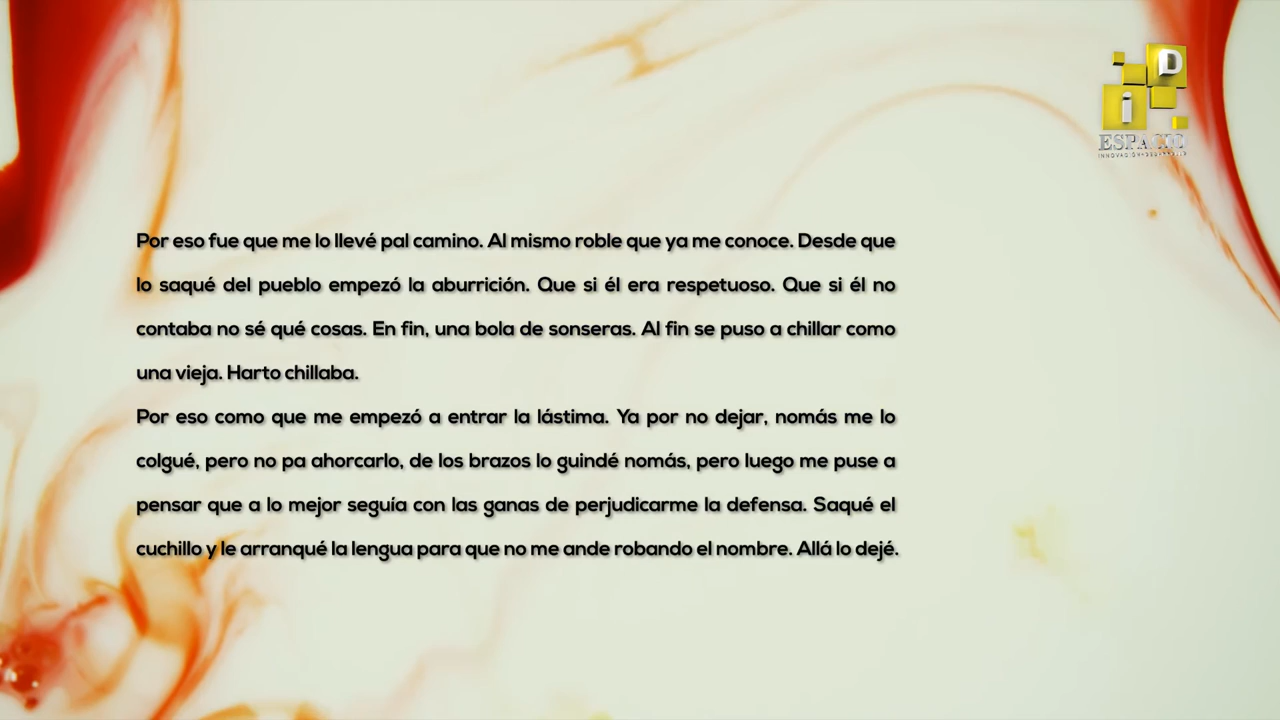 D
i
ESPACIO
Por eso fue que me lo llevé pal camino. Al mismo roble que ya me conoce. Desde que
lo saqué del pueblo empezó la aburrición. Que si él era respetuoso. Que si él no
contaba no sé qué cosas. En fin, una bola de sonseras. Al fin se puso a chillar como
una vieja. Harto chillaba.
Por eso como que me empezó a entrar la lástima. Ya por no dejar, nomás me lo
colgué, pero no pa ahorcarlo, de los brazos lo guindé nomás, pero luego me puse a
pensar que a lo mejor seguía con las ganas de perjudicarme la defensa. Saqué el
cuchillo y le arranqué la lengua para que no me ande robando el nombre. Allá lo dejé.